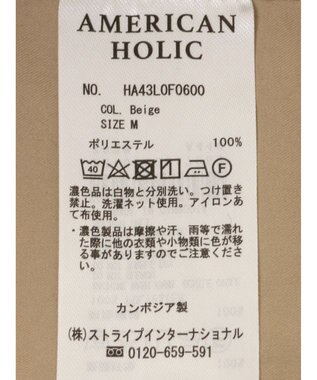 AMERICAN
HOLIC
NO. HA43L0F0600
COL. Beige
SIZE M
ポリエステル 100%
40 F
濃色品は白物と分別洗い。つけ置き
禁止。洗濯ネット使用。アイロンあ
て布使用。
・濃色製品は摩擦や汗、雨等で濡れ
た際に他の衣類や小物類に色が移
る事がありますのでご注意くださ
い。
カンボジア製
(株)ストライプインターナショナル
0120-659-591